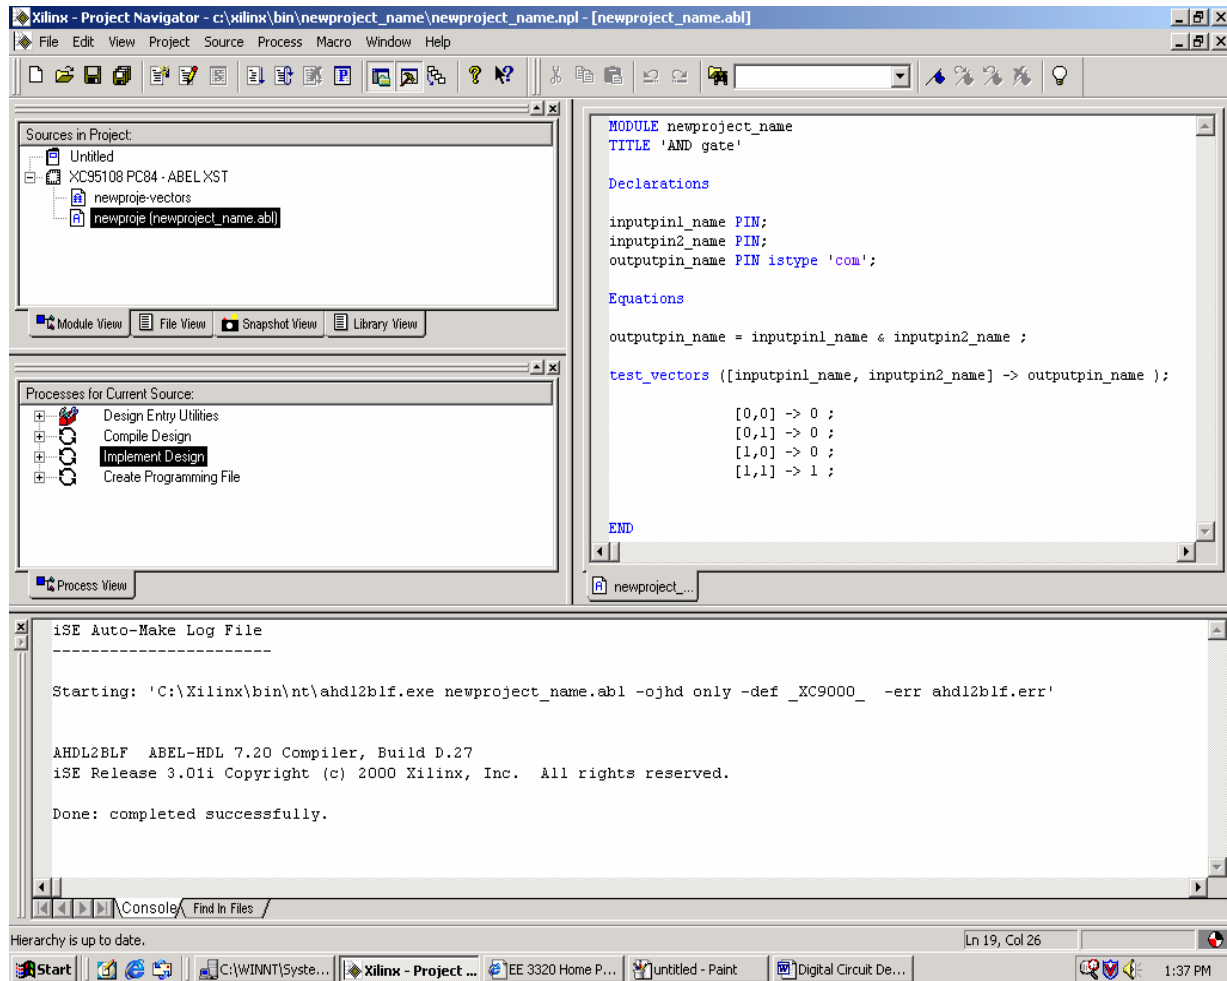 Xilinx - Project Navigator - c:\xilinx\bin\newproject_name\newproject_name.npl - [newproject_name.abl]
File Edit View Project Source Process Macro Window Help
Sources in Project:
Untitled
XC95108 PC84 - ABEL XST
newproje-vectors
newproje (newproject_name.abl)
Module View File View Snapshot View Library View
Processes for Current Source:
Design Entry Utilities
Compile Design
Implement Design
Create Programming File
Process View
MODULE newproject_name
TITLE 'AND gate'
Declarations
inputpin1_name PIN;
inputpin2_name PIN;
outputpin_name PIN istype 'com';
Equations
outputpin_name = inputpin1_name & inputpin2_name ;
test_vectors ([inputpin1_name, inputpin2_name] -> outputpin_name );
[0,0] -> 0 ;
[0,1] -> 0 ;
[1,0] -> 0 ;
[1,1] -> 1 ;
END
newproject_...
iSE Auto-Make Log File
-----------------------
Starting: 'C:\Xilinx\bin\nt\ahdl2blf.exe newproject_name.abl -ojhd only -def _XC9000_ -err ahdl2blf.err'
AHDL2BLF ABEL-HDL 7.20 Compiler, Build D.27
iSE Release 3.01i Copyright (c) 2000 Xilinx, Inc. All rights reserved.
Done: completed successfully.
Console Find In Files
Hierarchy is up to date. Ln 19, Col 26
Start C:\WINNT\Syste... Xilinx - Project ... EE 3320 Home P... untitled - Paint Digital Circuit De... 1:37 PM